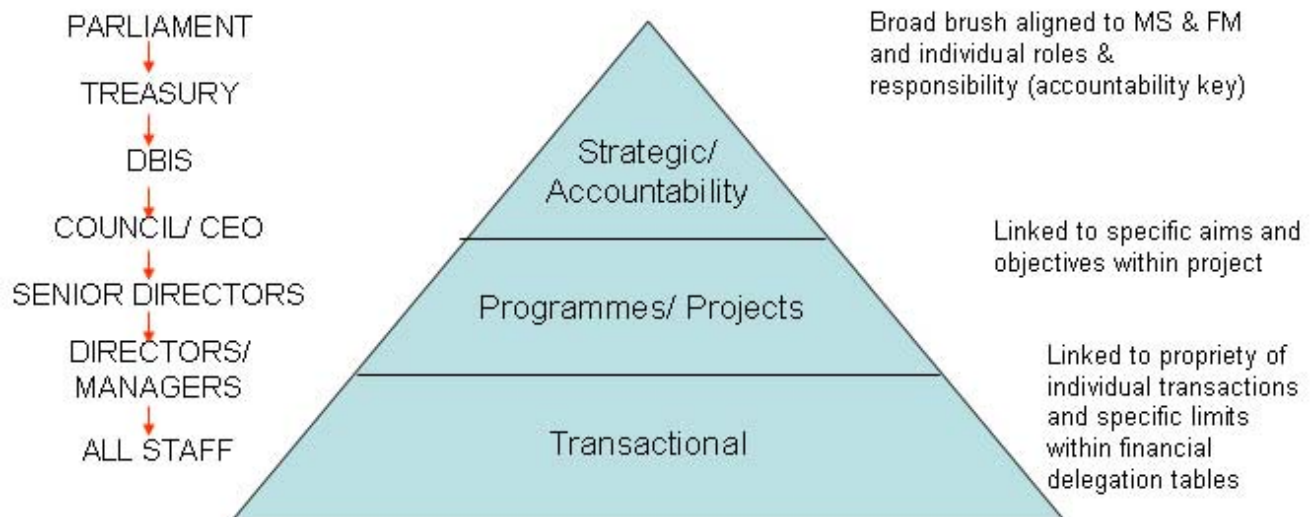 PARLIAMENT
TREASURY
DBIS
COUNCIL/ CEO
SENIOR DIRECTORS
DIRECTORS/
MANAGERS
ALL STAFF
Strategic/
Accountability
Programmes/ Projects
Transactional
Broad brush aligned to MS & FM
and individual roles &
responsibility (accountability key)
Linked to specific aims and
objectives within project
Linked to propriety of
individual transactions
and specific limits
within financial
delegation tables